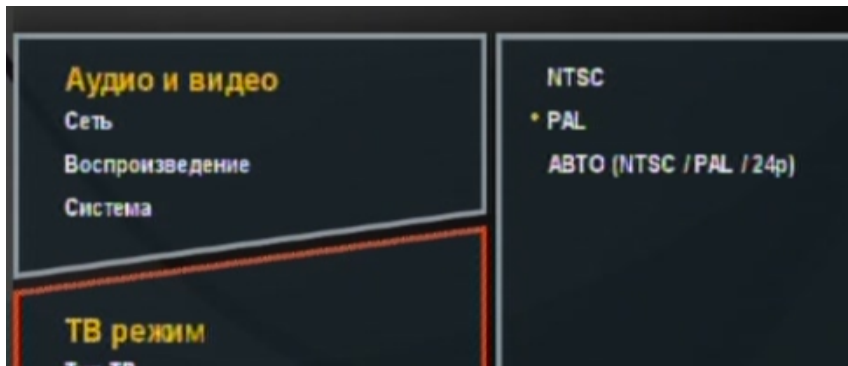 Аудио и видео
Сеть
Воспроизведение
Система
ТВ режим
NTSC
PAL
АВТО (NTSC / PAL / 24p)